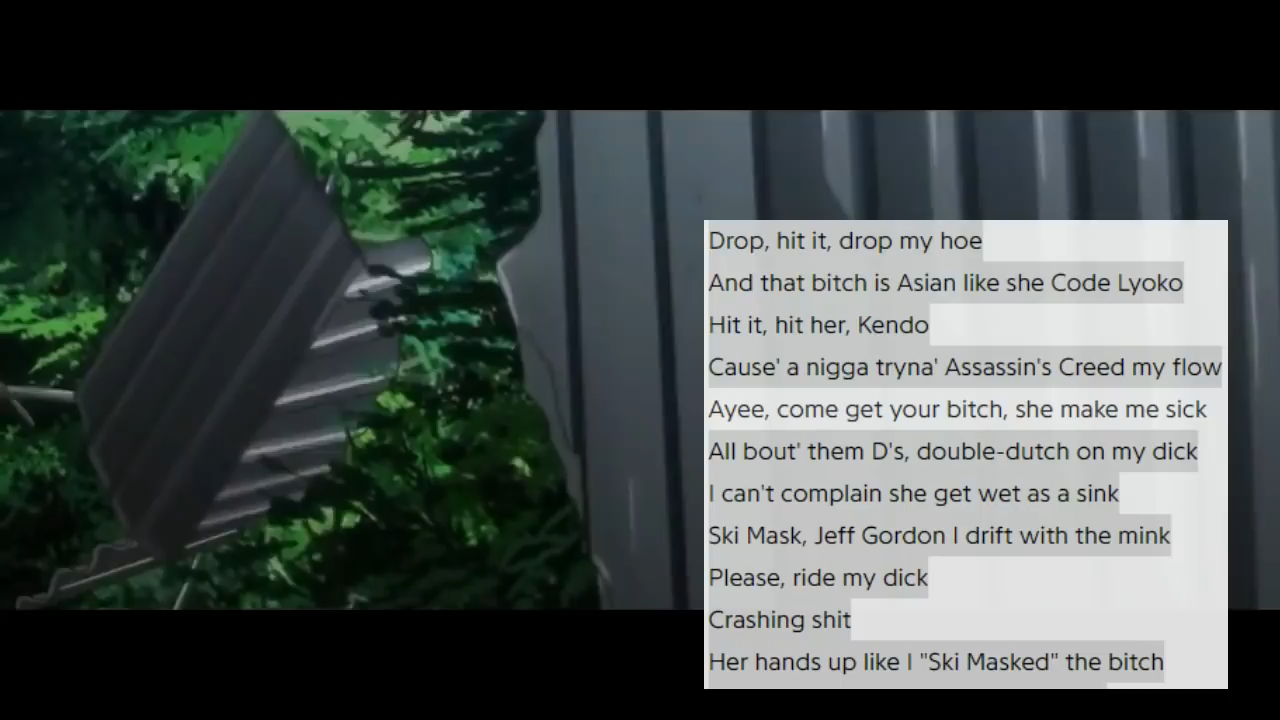 Drop, hit it, drop my hoe
And that bitch is Asian like she Code Lyoko
Hit it, hit her, Kendo
Cause' a nigga tryna' Assassin's Creed my flow
Ayee, come get your bitch, she make me sick
All bout' them D's, double-dutch on my dick
I can't complain she get wet as a sink
Ski Mask, Jeff Gordon I drift with the mink
Please, ride my dick
Crashing shit
Her hands up like I "Ski Masked" the bitch